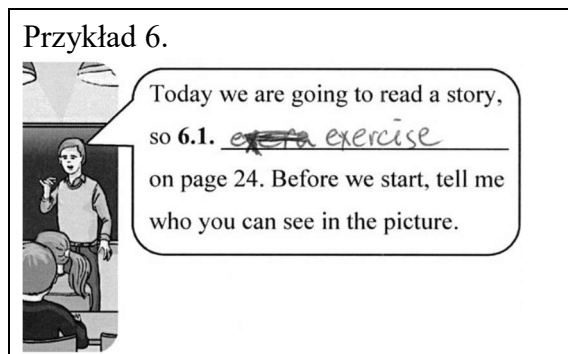 Przykład 6.
Today we are going to read a story,
so 6.1. exercise
on page 24. Before we start, tell me
who you can see in the picture.